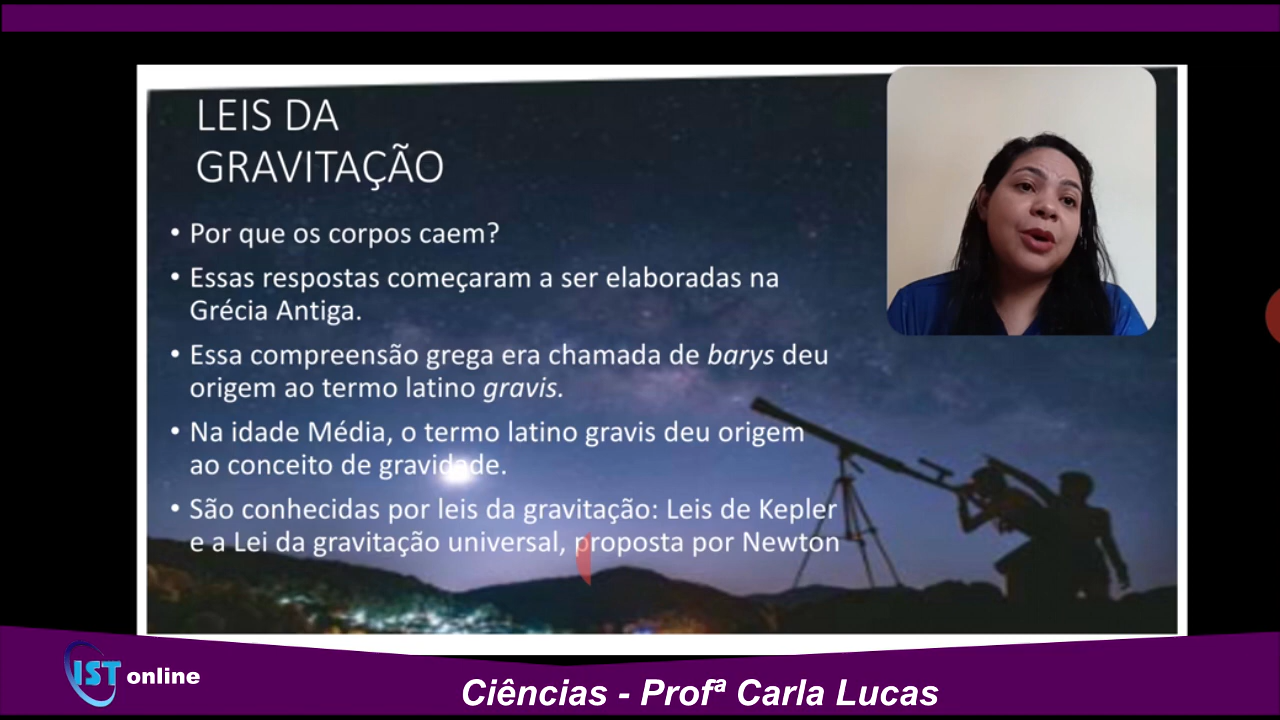 LEIS DA
GRAVITAÇÃO
• Por que os corpos caem?
• Essas respostas começaram a ser elaboradas na
Grécia Antiga.
• Essa compreensão grega era chamada de barys deu
origem ao termo latino gravis.
• Na idade Média, o termo latino gravis deu origem
ao conceito de gravidade.
• São conhecidas por leis da gravitação: Leis de Kepler
e a Lei da gravitação universal, proposta por Newton
IST online
Ciências - Profª Carla Lucas